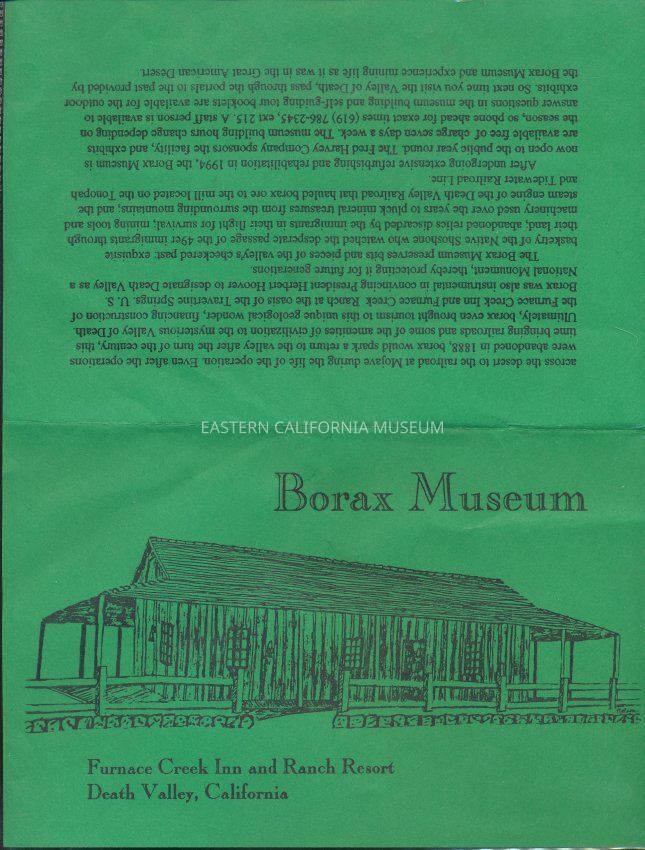 across the desert to the railroad at Mojave during the life of the operation. Even after the operations
were abandoned in 1888, borax would spark a return to the valley after the turn of the century, this
time bringing railroads and some of the amenities of civilization to the mysterious Valley of Death.
Ultimately, borax even brought tourism to this unique geological wonder, financing construction of
the Furnace Creek Inn and Furnace Creek Ranch at the oasis of the Travertine Springs. U. S.
Borax was also instrumental in convincing President Herbert Hoover to designate Death Valley as a
National Monument, thereby protecting it for future generations.
The Borax Museum preserves bits and pieces of the valley's checkered past: exquisite
basketry of the Native Shoshone who watched the desperate passage of the 49er immigrants through
their land; abandoned relics discarded by the immigrants in their flight for survival; mining tools and
machinery used over the years to pluck mineral treasures from the surrounding mountains; and the
steam engine of the Death Valley Railroad that hauled borax ore to the mill located on the Tonopah
and Tidewater Railroad Line.
After undergoing extensive refurbishing and rehabilitation in 1994, the Borax Museum is
now open to the public year round. The Fred Harvey Company sponsors the facility, and exhibits
are available free of charge seven days a week. The museum building hours change depending on
the season, so phone ahead for exact times (619) 786-2345, ext 215. A staff person is available to
answer questions in the museum building and self-guiding tour booklets are available for the outdoor
exhibits. So next time you visit the Valley of Death, pass through the portals to the past provided by
the Borax Museum and experience mining life as it was in the Great American Desert.
EASTERN CALIFORNIA MUSEUM
Borax Museum
Furnace Creek Inn and Ranch Resort
Death Valley, California